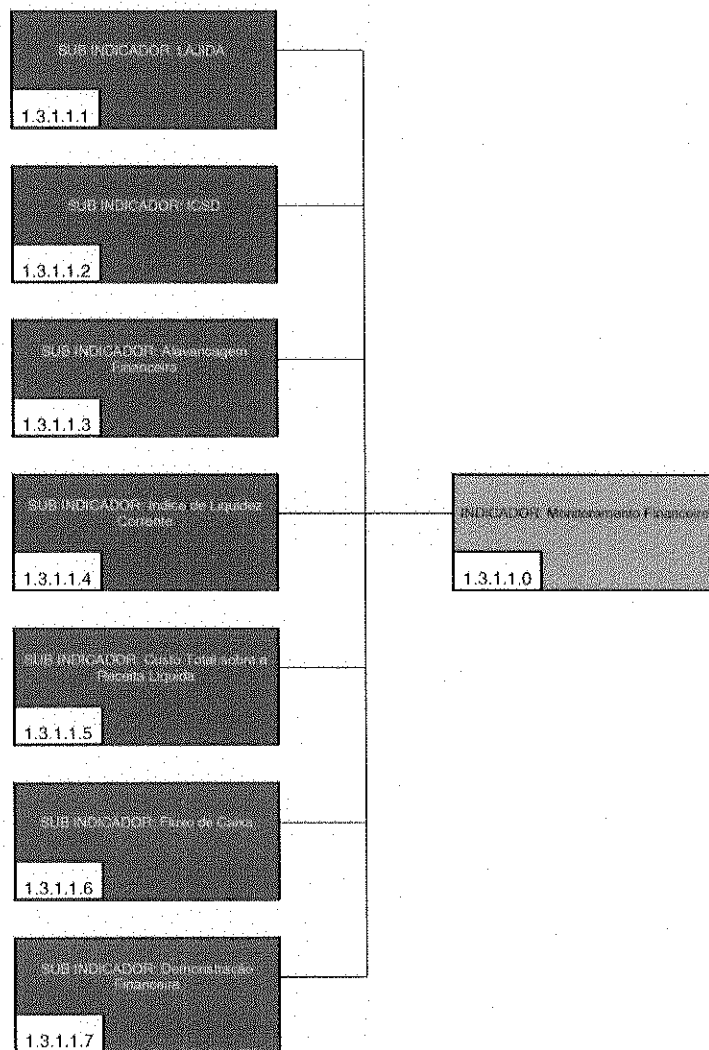 SUB INDICADOR: LAJIDA
1.3.1.1.1
SUB INDICADOR: ICSD
1.3.1.1.2
SUB INDICADOR: Alavancagem
Financeira
1.3.1.1.3
SUB INDICADOR: Índice de Liquidez
Corrente
1.3.1.1.4
INDICADOR: Monitoramento Financeiro
1.3.1.1.0
SUB INDICADOR: Custo Total sobre a
Receita Líquida
1.3.1.1.5
SUB INDICADOR: Fluxo de Caixa
1.3.1.1.6
SUB INDICADOR: Demonstração
Financeira
1.3.1.1.7